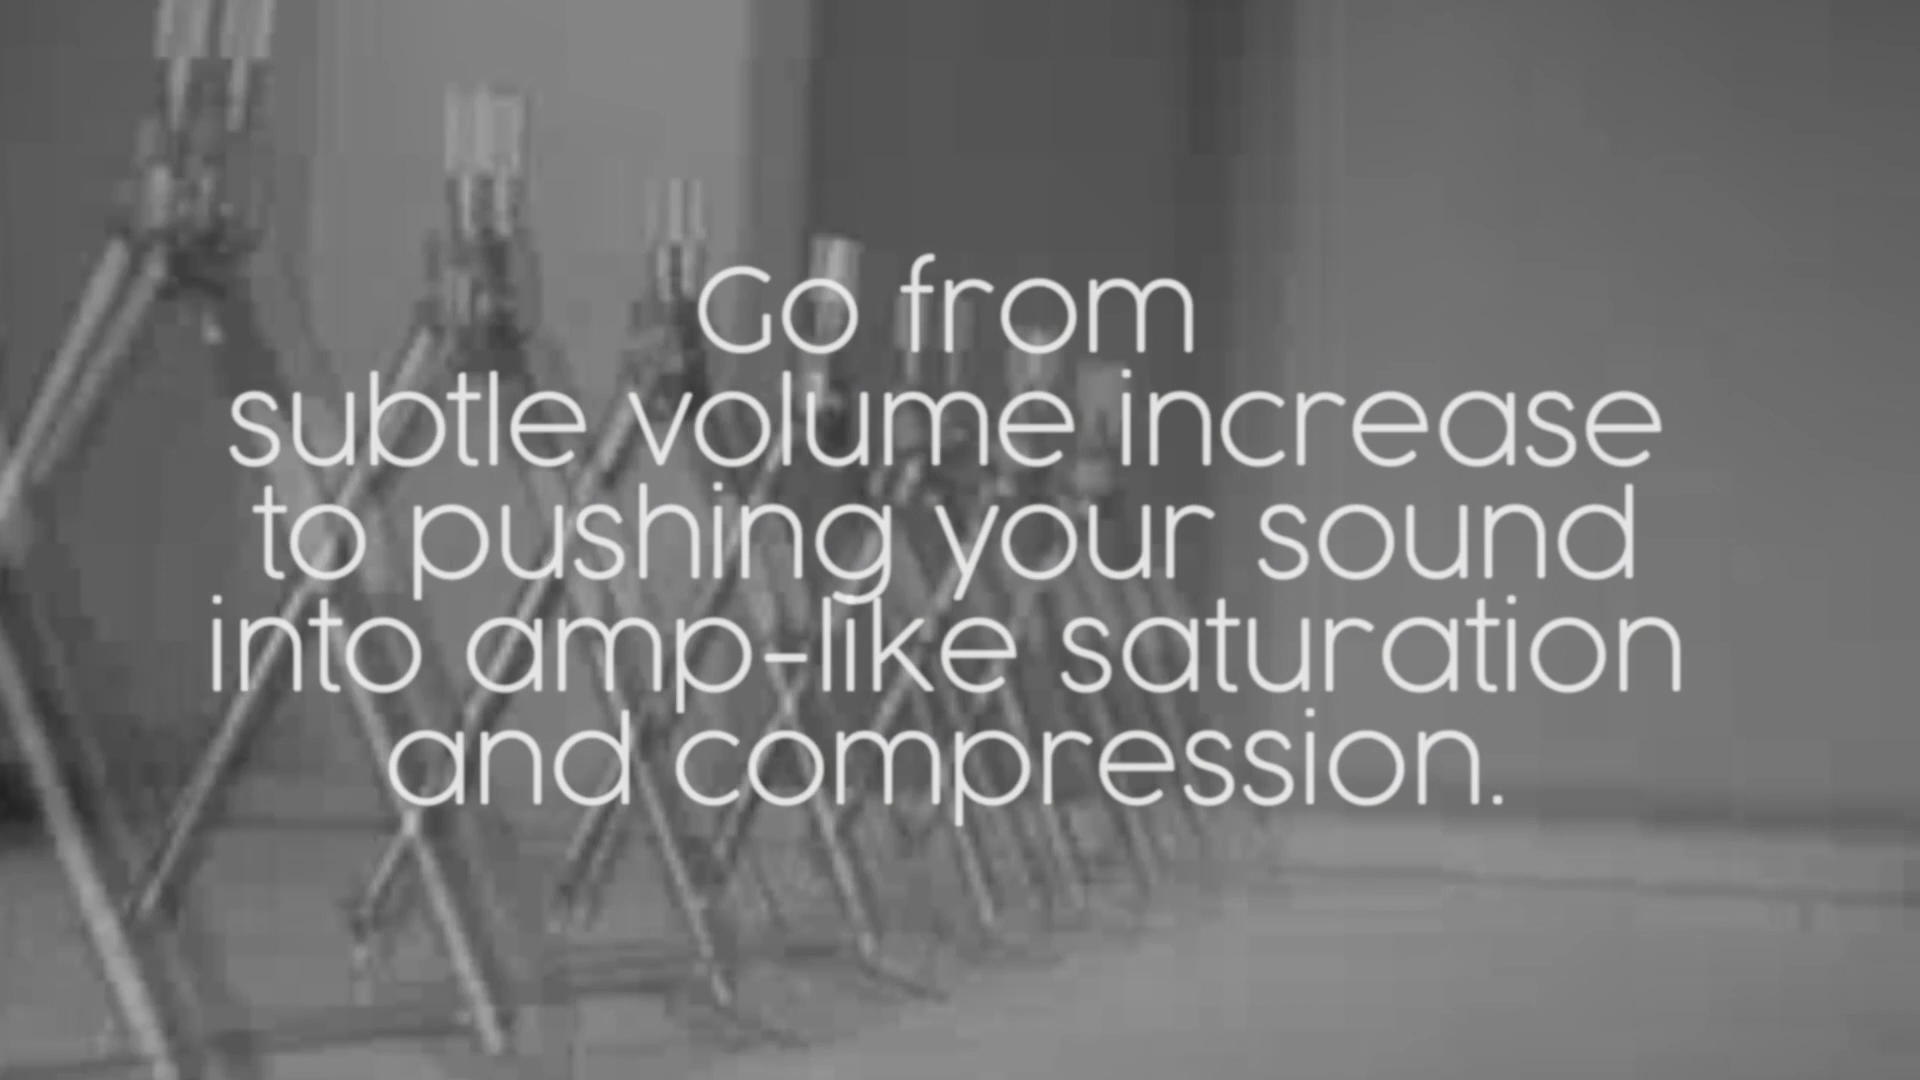 Go from
subtle volume increase
to pushing your sound
into amp-like saturation
and compression.